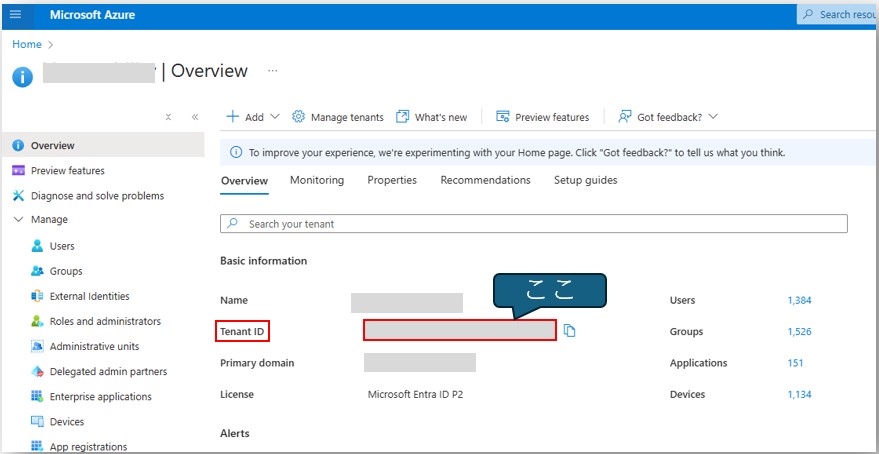 Microsoft Azure
Search resou
Home >
| Overview ...
Add
Manage tenants
What's new
Preview features
Got feedback?
Overview
Preview features
Diagnose and solve problems
Manage
Users
Groups
External Identities
Roles and administrators
Administrative units
Delegated admin partners
Enterprise applications
Devices
App registrations
To improve your experience, we're experimenting with your Home page. Click "Got feedback?" to tell us what you think.
Overview Monitoring Properties Recommendations Setup guides
Search your tenant
Basic information
ここ
Name
Users 1,384
Tenant ID
Groups 1,526
Primary domain
Applications 151
License Microsoft Entra ID P2
Devices 1,134
Alerts